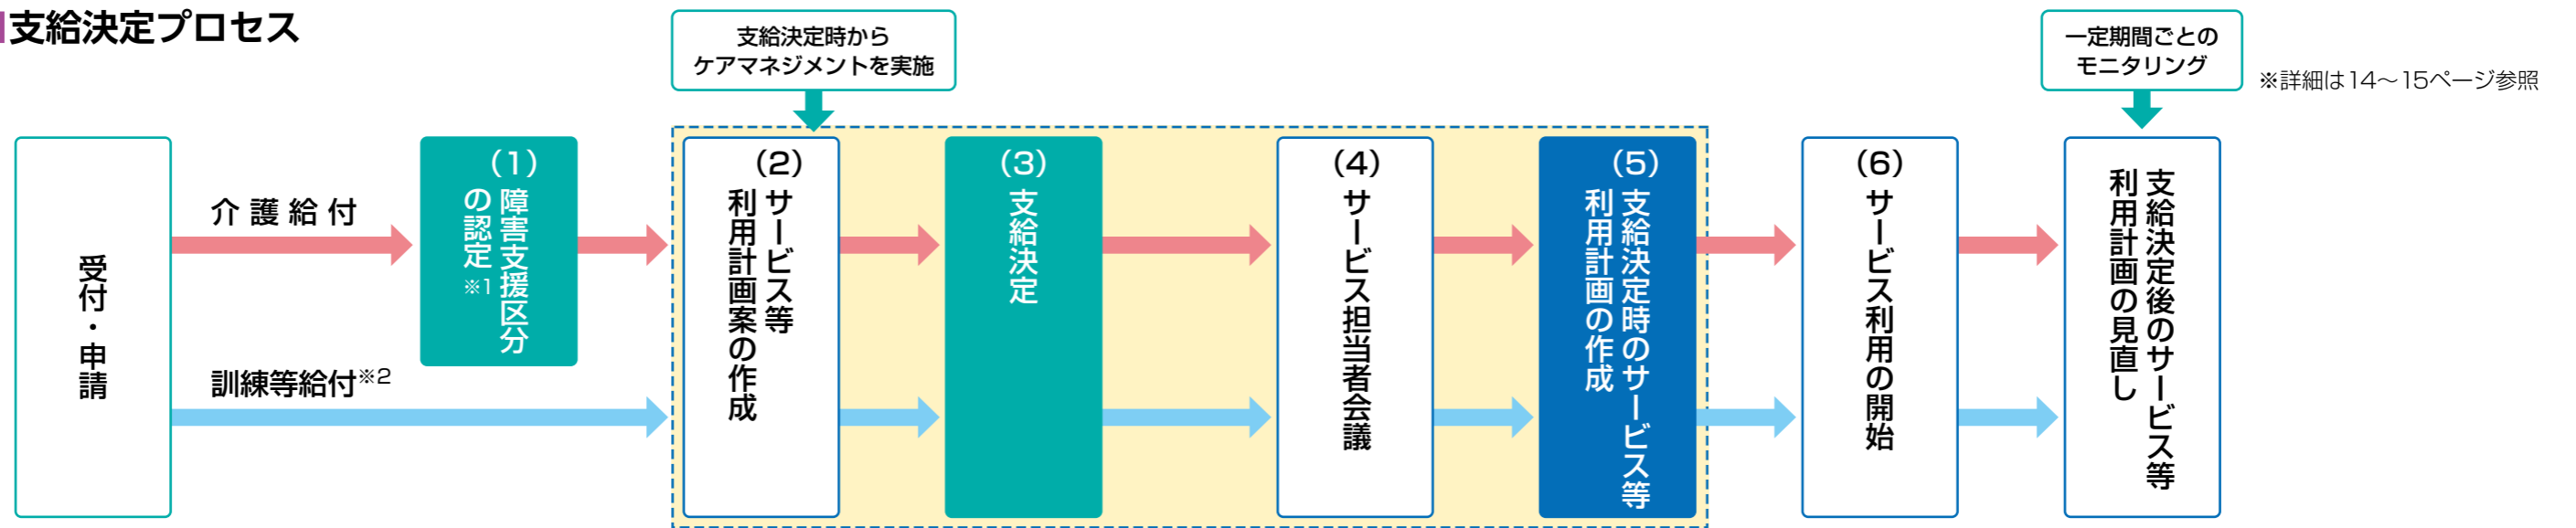 支給決定プロセス
支給決定時から
ケアマネジメントを実施
一定期間ごとの
モニタリング
※詳細は14～15ページ参照
受付・申請
介護給付
訓練等給付※2
（1）
障害支援区分
の認定※1
（2）
サービス等
利用計画案の作成
（3）
支給決定
（4）
サービス担当者会議
（5）
支給決定時のサービス等
利用計画の作成
（6）
サービス利用の開始
支給決定後のサービス等
利用計画の見直し